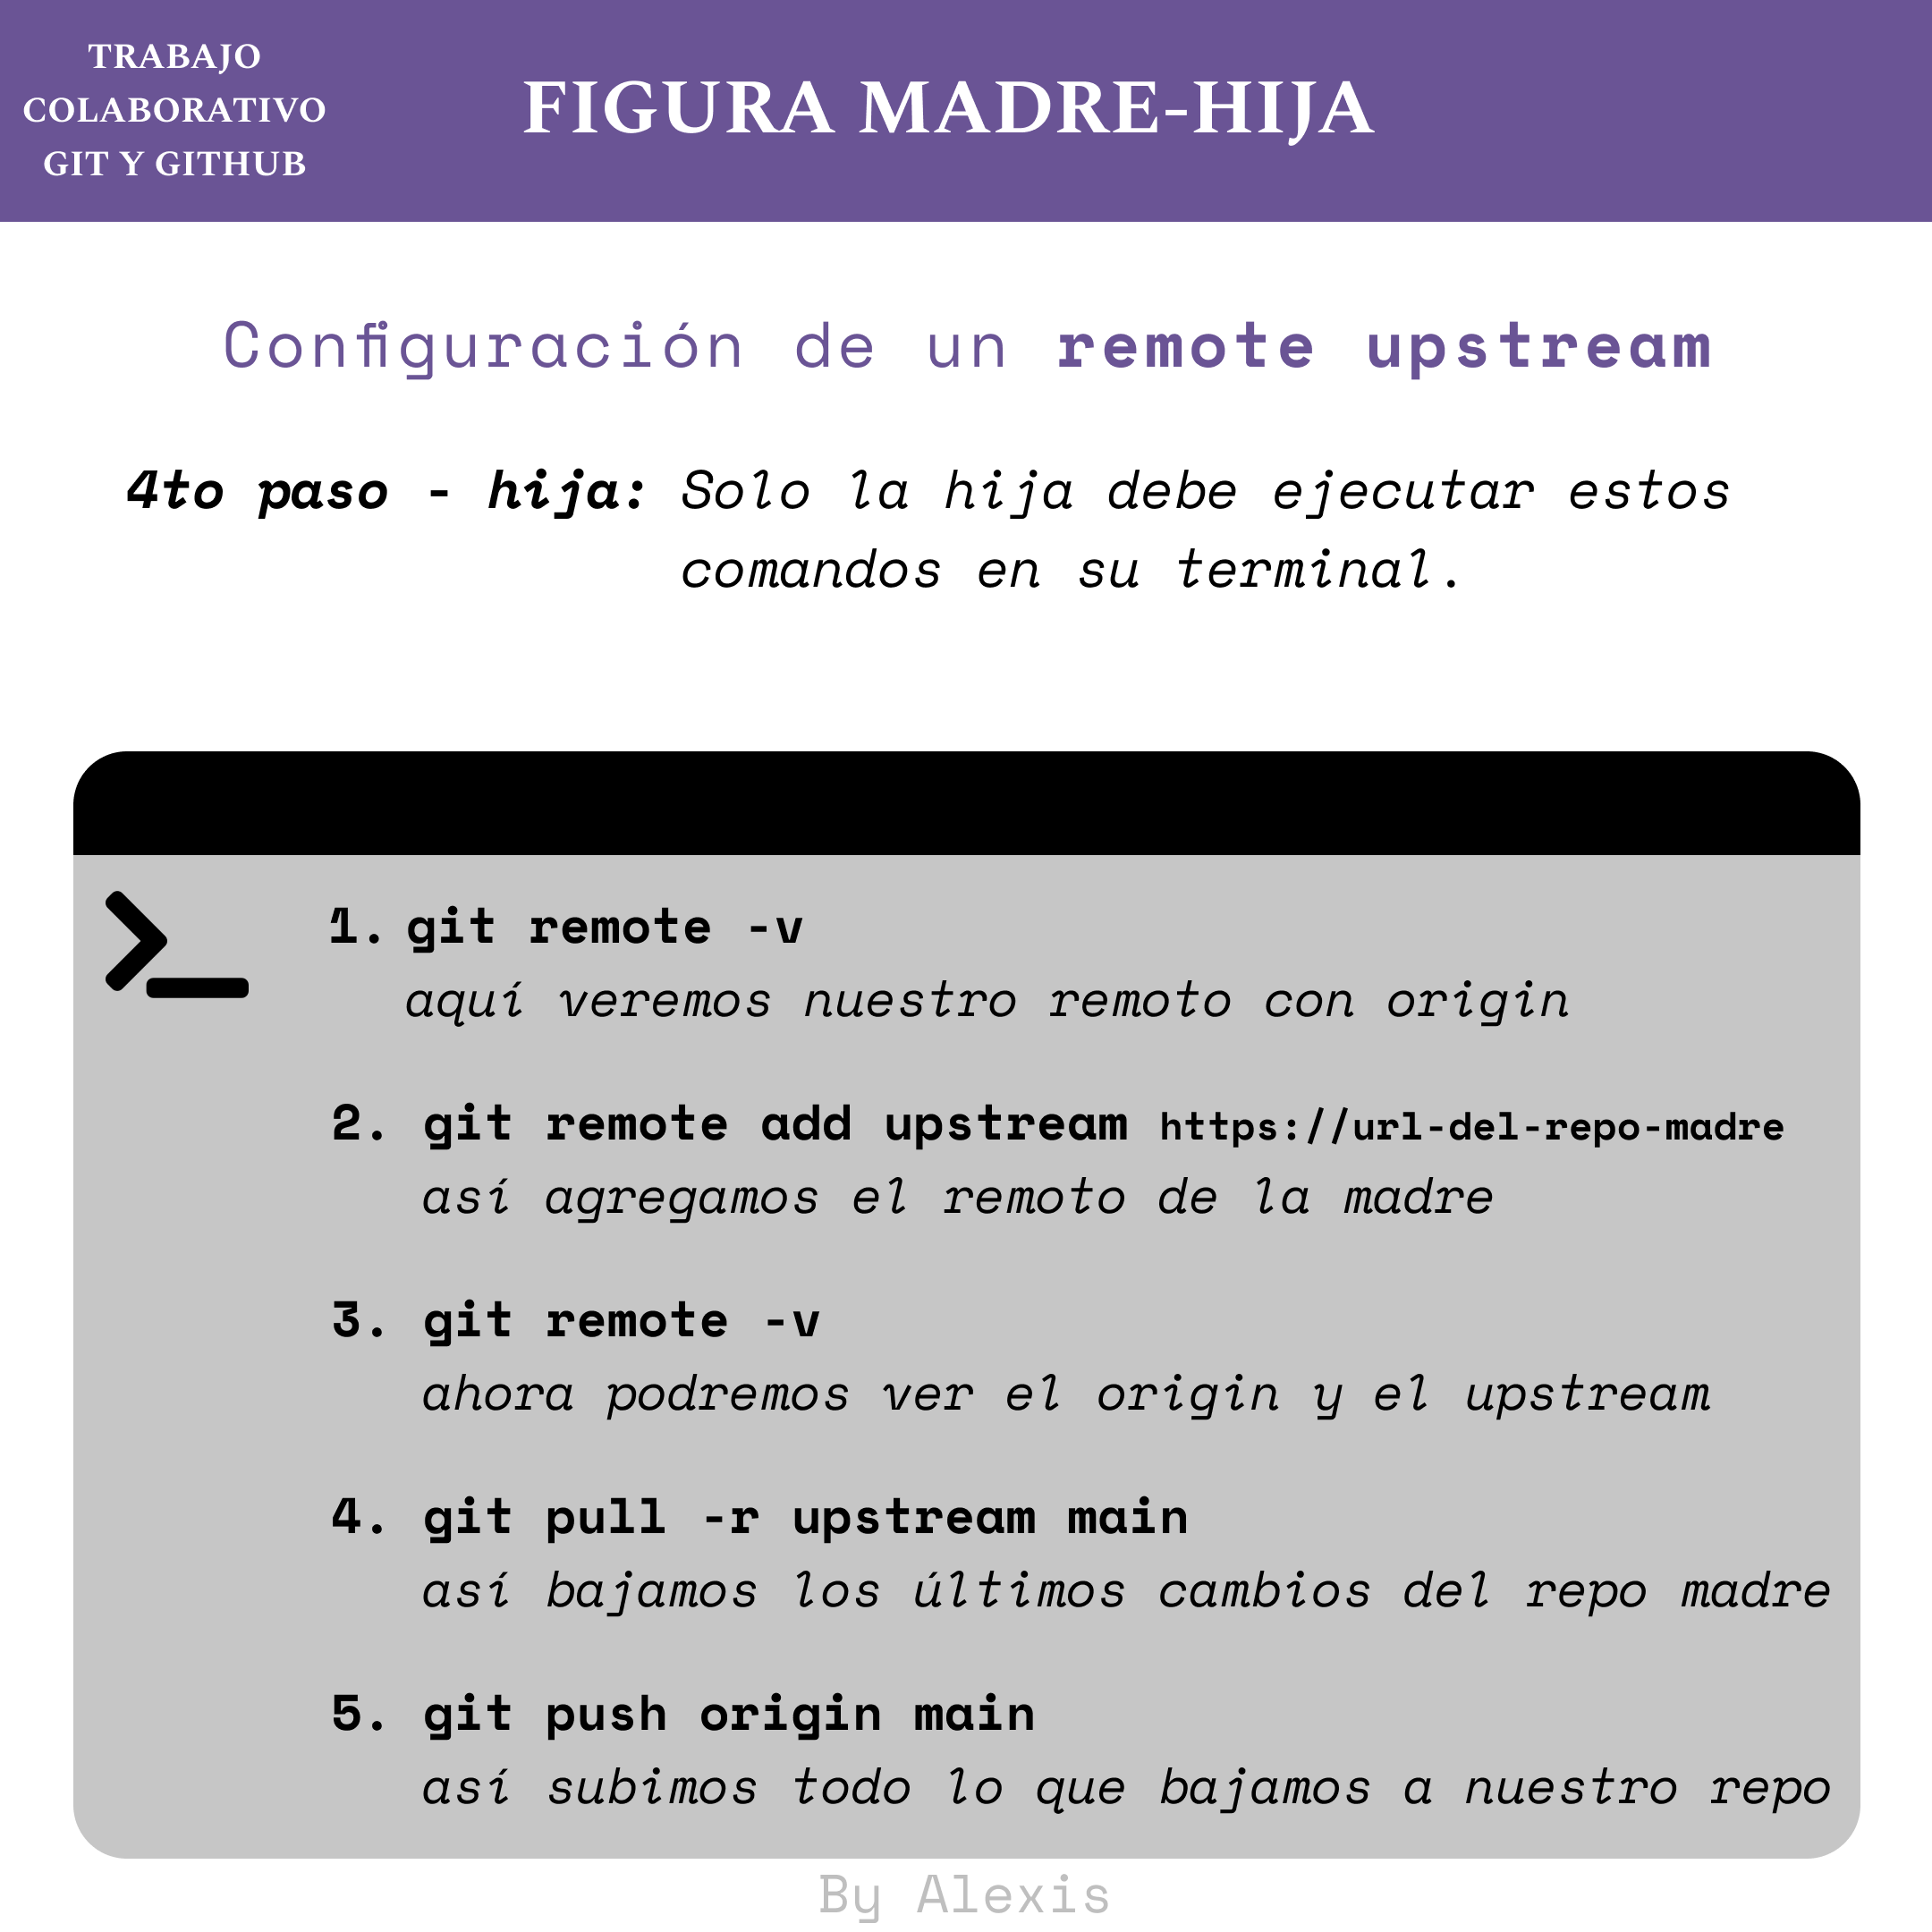 TRABAJO
COLABORATIVO
GIT Y GITHUB
FIGURA MADRE-HIJA
Configuración de un remote upstream
4to paso - hija: Solo la hija debe ejecutar estos
comandos en su terminal.
1. git remote -v
aquí veremos nuestro remoto con origin
2. git remote add upstream https://url-del-repo-madre
así agregamos el remoto de la madre
3. git remote -v
ahora podremos ver el origin y el upstream
4. git pull -r upstream main
así bajamos los últimos cambios del repo madre
5. git push origin main
así subimos todo lo que bajamos a nuestro repo
By Alexis